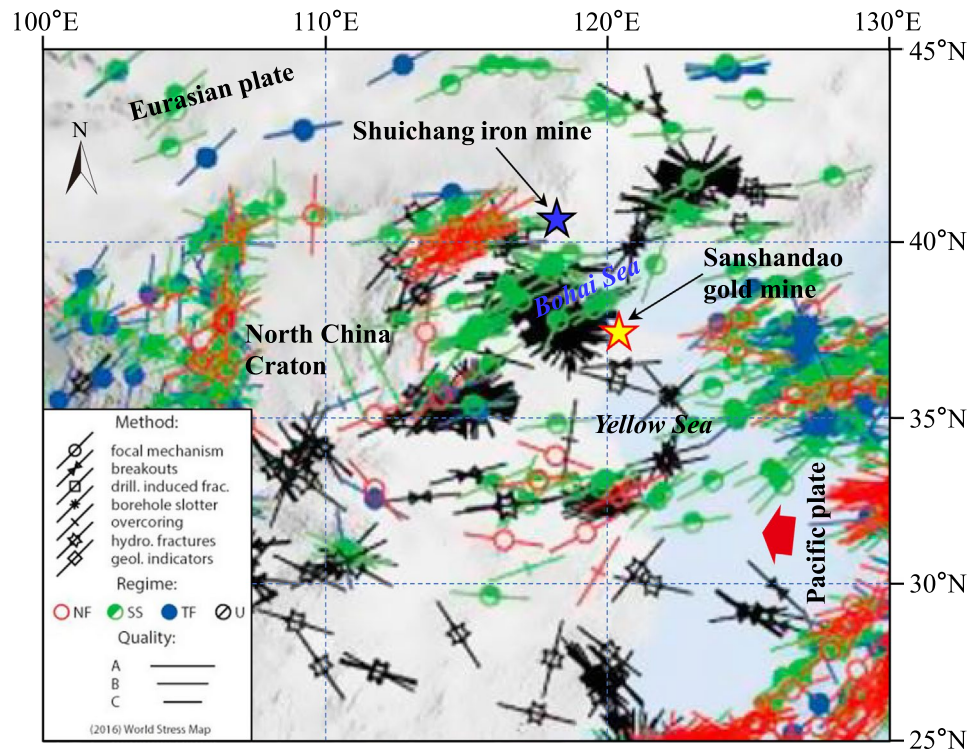 100°E
110°E
120°E
130°E
45°N
Eurasian plate
N
Shuichang iron mine
40°N
Sanshandao
gold mine
Bohai Sea
North China
Craton
35°N
Yellow Sea
Pacific plate
30°N
25°N
Method:
focal mechanism
breakouts
drill. induced frac.
borehole slotter
overcoring
hydro. fractures
geol. indicators
Regime:
NF SS TF U
Quality:
A
B
C
(2016) World Stress Map